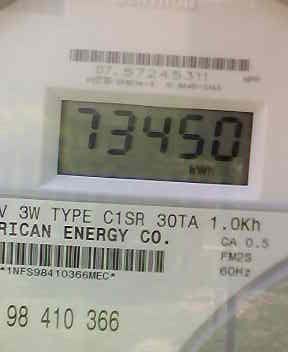 07.57245311
73450
kWh
V 3W TYPE C1SR 30TA 1.0Kh
RICAN ENERGY CO.
CA 0.5
FM2S
60Hz
*1NFS98410366MEC*
98 410 366